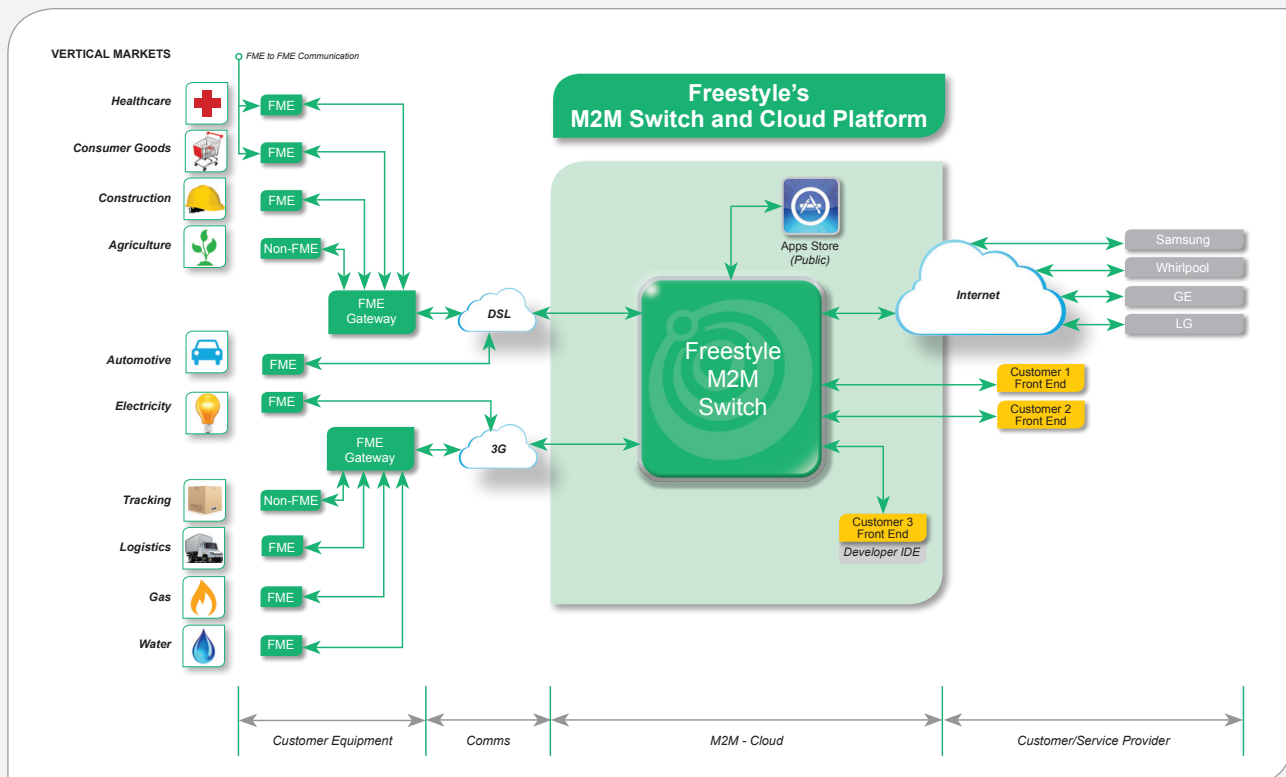 VERTICAL MARKETS
FME to FME Communication
Healthcare
FME
Consumer Goods
FME
Construction
FME
Agriculture
Non-FME
FME
Gateway
DSL
Automotive
FME
Electricity
FME
FME
Gateway
3G
Tracking
Non-FME
Logistics
FME
Gas
FME
Water
FME
Freestyle's
M2M Switch and Cloud Platform
Apps Store
(Public)
Freestyle
M2M
Switch
Internet
Samsung
Whirlpool
GE
LG
Customer 1
Front End
Customer 2
Front End
Customer 3
Front End
Developer IDE
Customer Equipment
Comms
M2M - Cloud
Customer/Service Provider